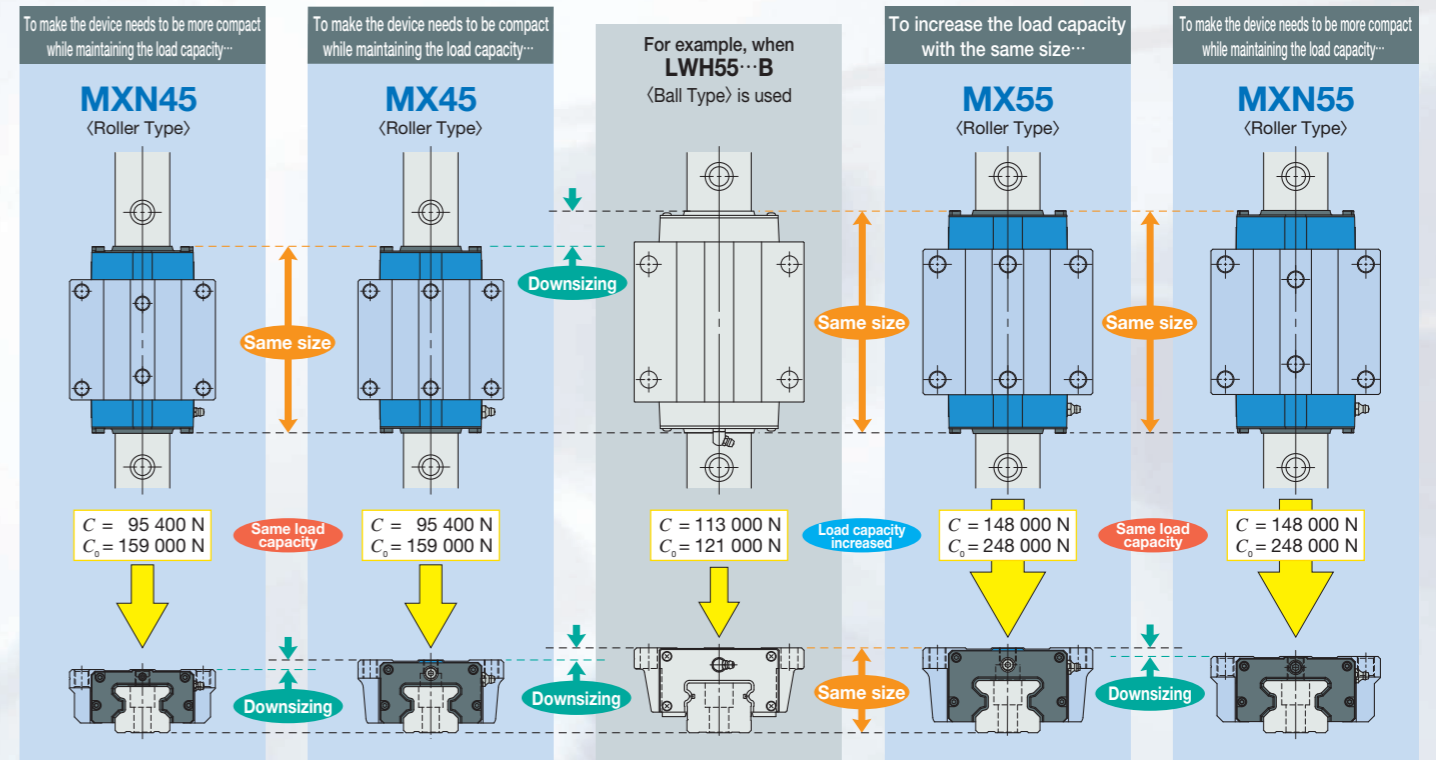 To make the device needs to be more compact
while maintaining the load capacity…
MXN45
〈Roller Type〉
To make the device needs to be compact
while maintaining the load capacity…
MX45
〈Roller Type〉
For example, when
LWH55…B
〈Ball Type〉 is used
To increase the load capacity
with the same size…
MX55
〈Roller Type〉
To make the device needs to be more compact
while maintaining the load capacity…
MXN55
〈Roller Type〉
Same size
Downsizing
Same size
Same size
C = 95 400 N
C₀ = 159 000 N
Same load
capacity
C = 95 400 N
C₀ = 159 000 N
C = 113 000 N
C₀ = 121 000 N
Load capacity
increased
C = 148 000 N
C₀ = 248 000 N
Same load
capacity
C = 148 000 N
C₀ = 248 000 N
Downsizing
Downsizing
Same size
Downsizing